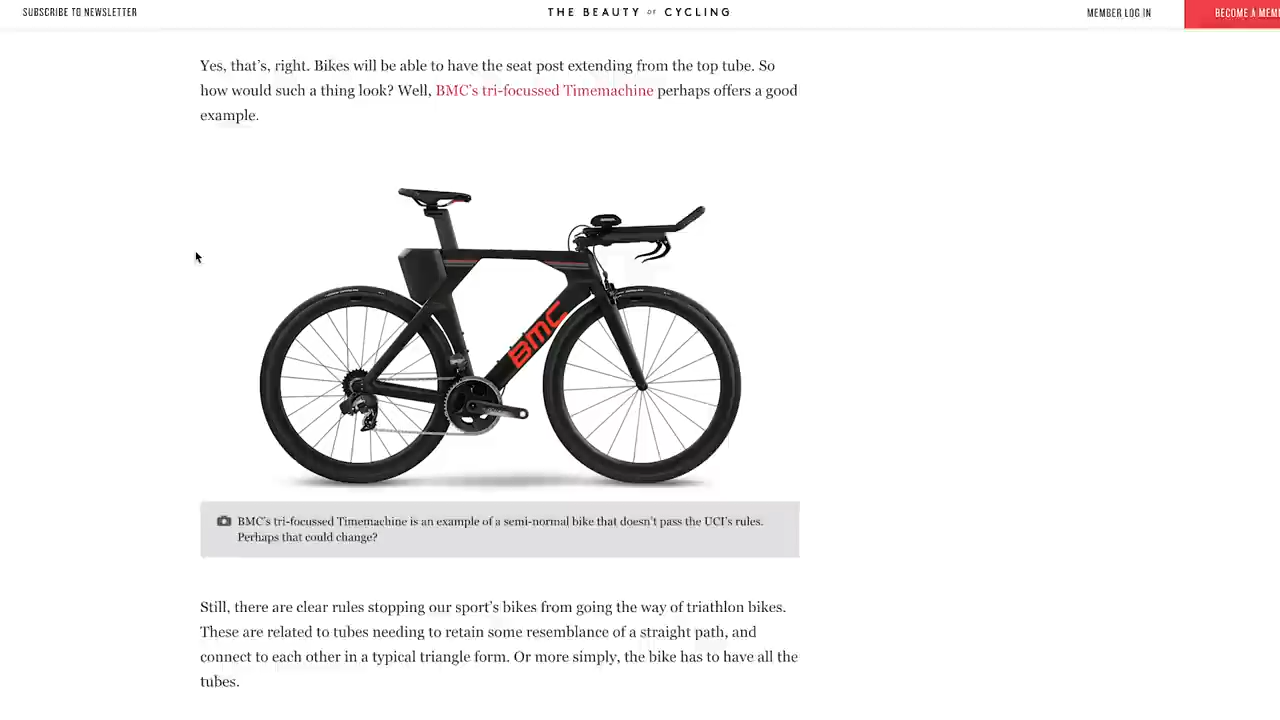 SUBSCRIBE TO NEWSLETTER
THE BEAUTY OF CYCLING
MEMBER LOG IN
BECOME A MEM
Yes, that's, right. Bikes will be able to have the seat post extending from the top tube. So
how would such a thing look? Well, BMC's tri-focussed Timemachine perhaps offers a good
example.
BMC
BMC's tri-focussed Timemachine is an example of a semi-normal bike that doesn't pass the UCI's rules.
Perhaps that could change?
Still, there are clear rules stopping our sport's bikes from going the way of triathlon bikes.
These are related to tubes needing to retain some resemblance of a straight path, and
connect to each other in a typical triangle form. Or more simply, the bike has to have all the
tubes.